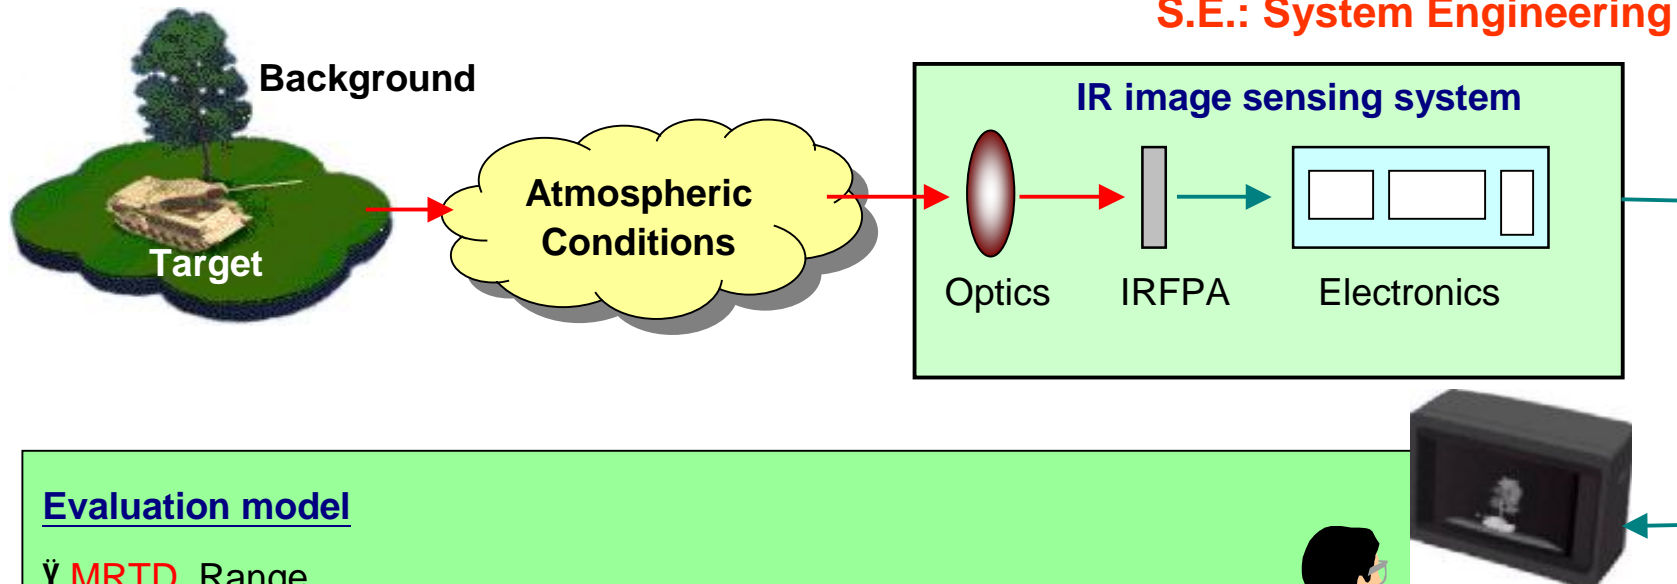 S.E.: System Engineering
Background
IR image sensing system
Atmospheric
Conditions
Target
Optics
IRFPA
Electronics
Evaluation model
Ÿ MRTD, Range